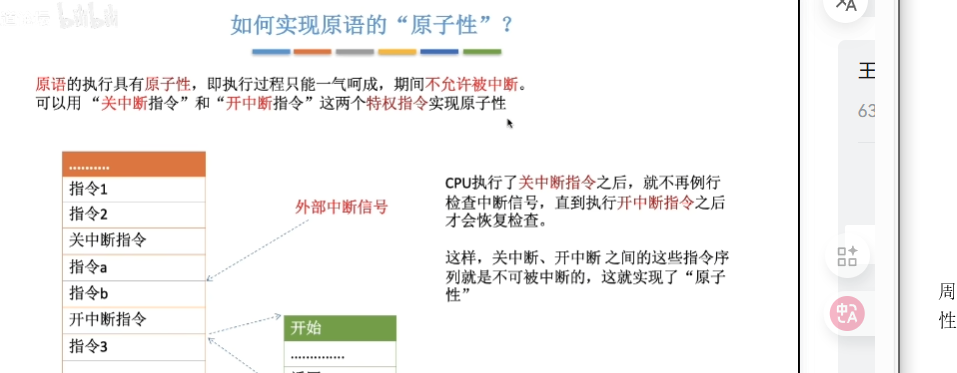 bilibili
如何实现原语的“原子性”？
原语的执行具有原子性，即执行过程只能一气呵成，期间不允许被中断。
可以用 “关中断指令”和“开中断指令”这两个特权指令实现原子性
..........
指令1
指令2
关中断指令
指令a
指令b
开中断指令
指令3
外部中断信号
开始
..............
CPU执行了关中断指令之后，就不再例行
检查中断信号，直到执行开中断指令之后
才会恢复检查。
这样，关中断、开中断 之间的这些指令序
列就是不可被中断的，这就实现了“原子
性”
王
63
中A
周
性